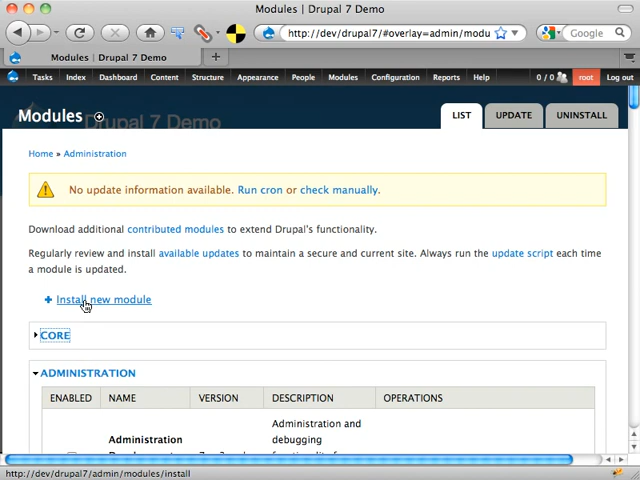 Modules | Drupal 7 Demo
http://dev/drupal7/#overlay=admin/modu
Google
Modules | Drupal 7 Demo
Tasks Index Dashboard Content Structure Appearance People Modules Configuration Reports Help 0 / 0 root Log out
Modules Drupal 7 Demo LIST UPDATE UNINSTALL
Home » Administration
No update information available. Run cron or check manually.
Download additional contributed modules to extend Drupal's functionality.
Regularly review and install available updates to maintain a secure and current site. Always run the update script each time
a module is updated.
+ Install new module
CORE
ADMINISTRATION
ENABLED NAME VERSION DESCRIPTION OPERATIONS
Administration and
debugging
Administration
http://dev/drupal7/admin/modules/install